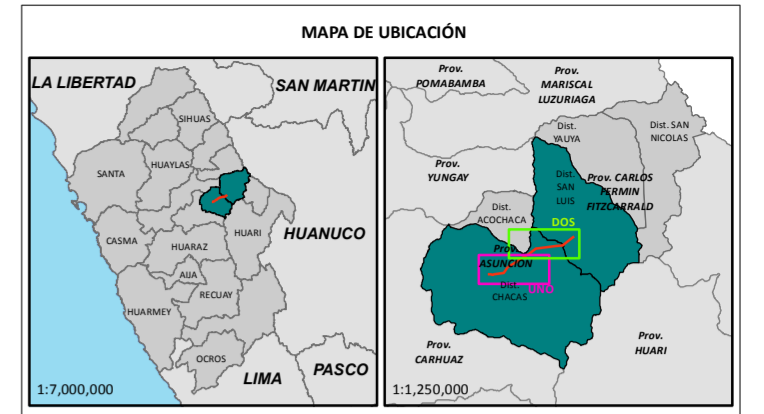 MAPA DE UBICACIÓN
LA LIBERTAD
SAN MARTIN
SIHUAS
SANTA
HUAYLAS
CASMA
HUARAZ
HUARI
HUANUCO
AIJA
RECUAY
HUARMEY
OCROS
LIMA
PASCO
1:7,000,000
Prov.
POMABAMBA
Prov.
MARISCAL
LUZURIAGA
Dist.
YAUYA
Dist. SAN
NICOLAS
Prov.
YUNGAY
Dist.
SAN
LUIS
Prov. CARLOS
FERMIN
FITZCARRALD
Dist.
ACOCHACA
DOS
Prov.
ASUNCION
UNO
Dist.
CHACAS
Prov.
CARHUAZ
Prov.
HUARI
1:1,250,000